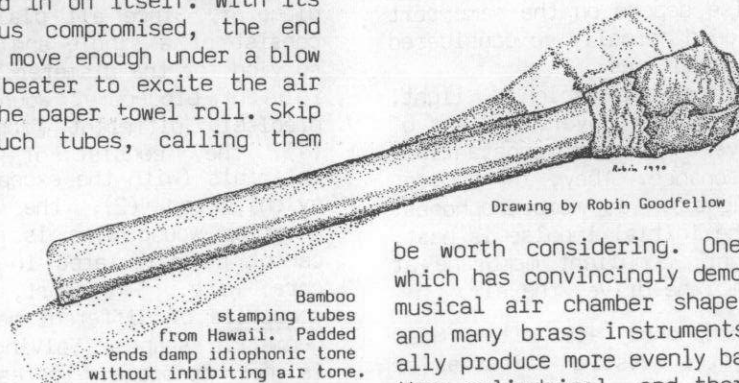 d in on itself. With its
us compromised, the end
move enough under a blow
beater to excite the air
he paper towel roll. Skip
uch tubes, calling them
Robin 1990
Drawing by Robin Goodfellow
Bamboo
stamping tubes
from Hawaii. Padded
ends damp idiophonic tone
without inhibiting air tone.
be worth considering. One
which has convincingly demo
musical air chamber shape
and many brass instruments
ally produce more evenly ba